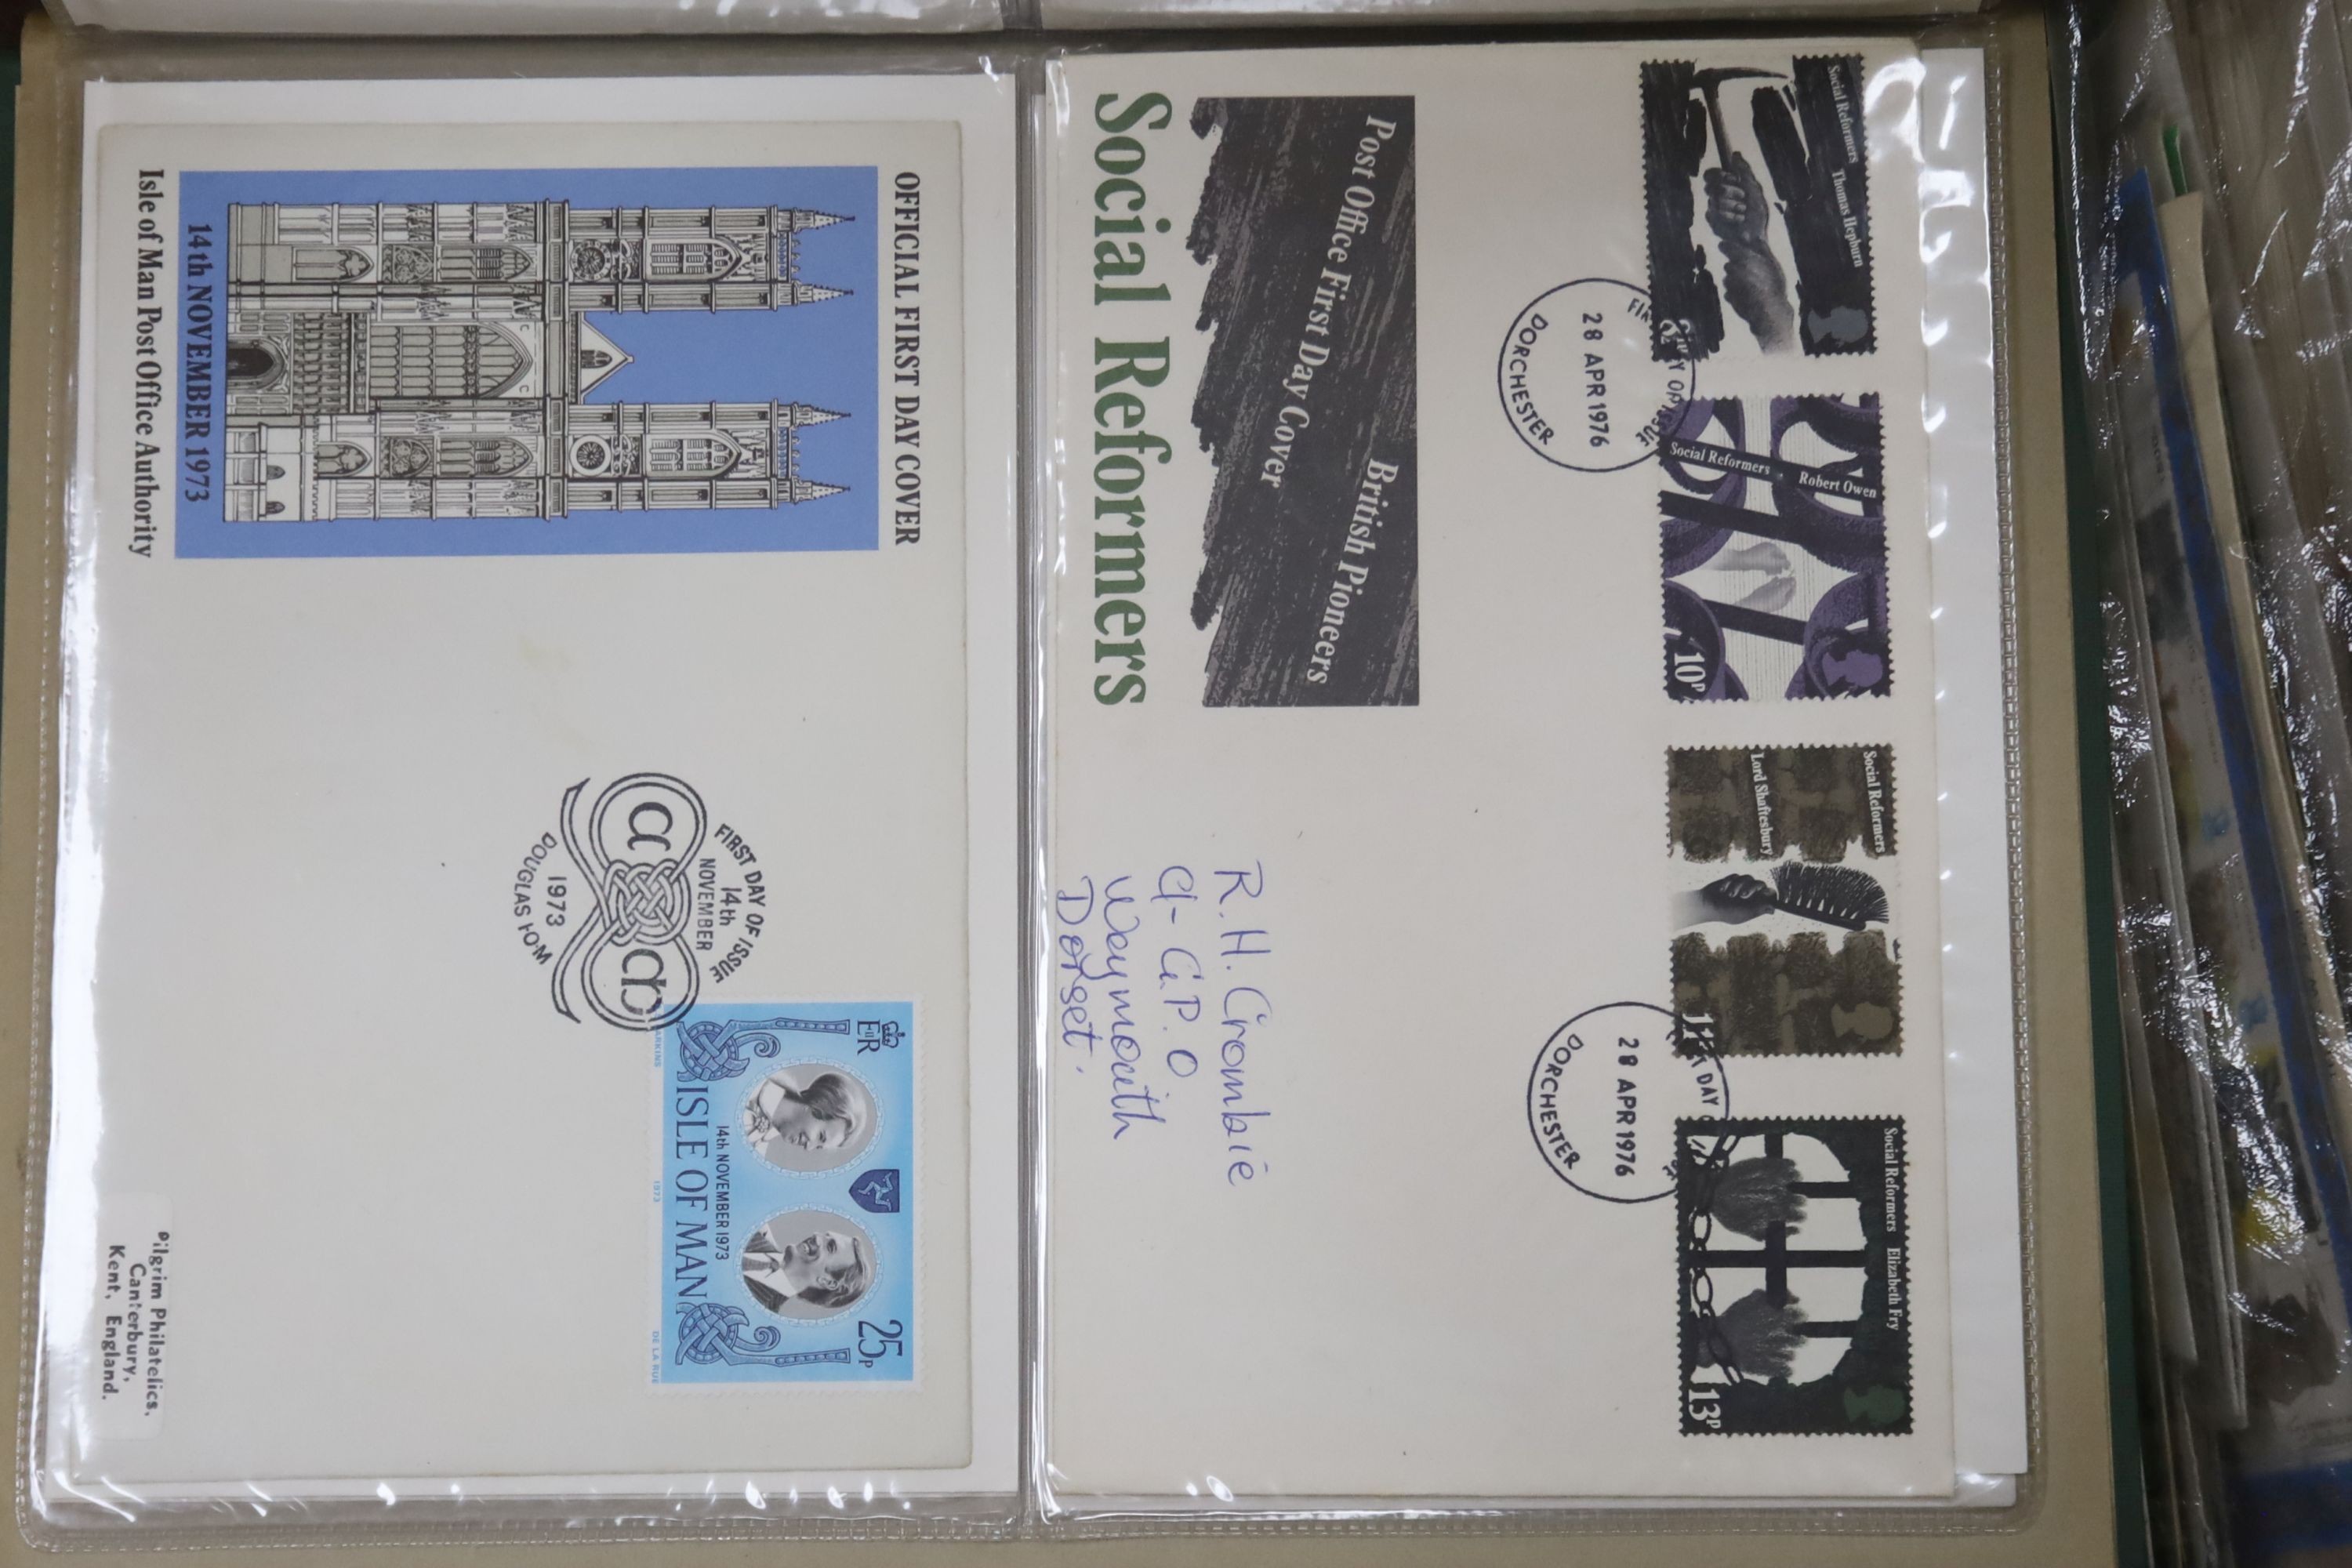 OFFICIAL FIRST DAY COVER
14th NOVEMBER 1973
Isle of Man Post Office Authority
FIRST DAY OF ISSUE
14th
NOVEMBER
1973
DOUGLAS I·O·M
EIIR
25p
14th NOVEMBER 1973
ISLE OF MAN
1973
DE LA RUE
Pilgrim Philatelics,
Canterbury,
Kent, England.
Social Reformers Thomas Hepburn
Social Reformers Robert Owen
10P
Social Reformers
Lord Shaftesbury
11P
Social Reformers Elizabeth Fry
13P
28 APR 1976
DORCHESTER
28 APR 1976
DORCHESTER
Post Office First Day Cover
British Pioneers
Social Reformers
R.H. Crombie
G.P.O
Weymouth
Dorset.